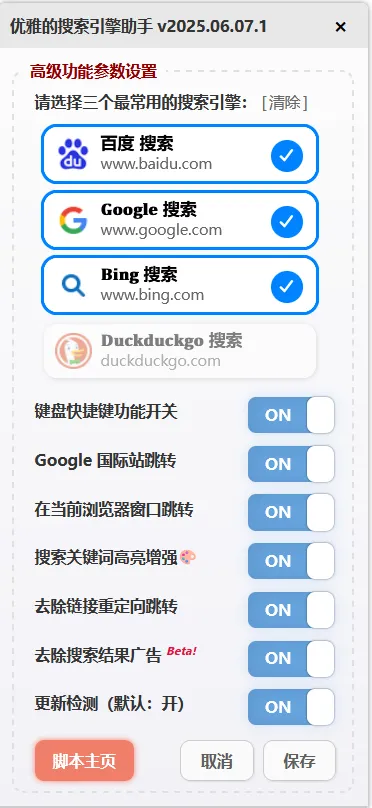 优雅的搜索引擎助手 v2025.06.07.1 ×
高级功能参数设置
请选择三个最常用的搜索引擎： [清除]
百度 搜索
www.baidu.com
Google 搜索
www.google.com
Bing 搜索
www.bing.com
Duckduckgo 搜索
duckduckgo.com
键盘快捷键功能开关 ON
Google 国际站跳转 ON
在当前浏览器窗口跳转 ON
搜索关键词高亮增强🎨 ON
去除链接重定向跳转 ON
去除搜索结果广告 Beta! ON
更新检测（默认：开） ON
脚本主页 取消 保存